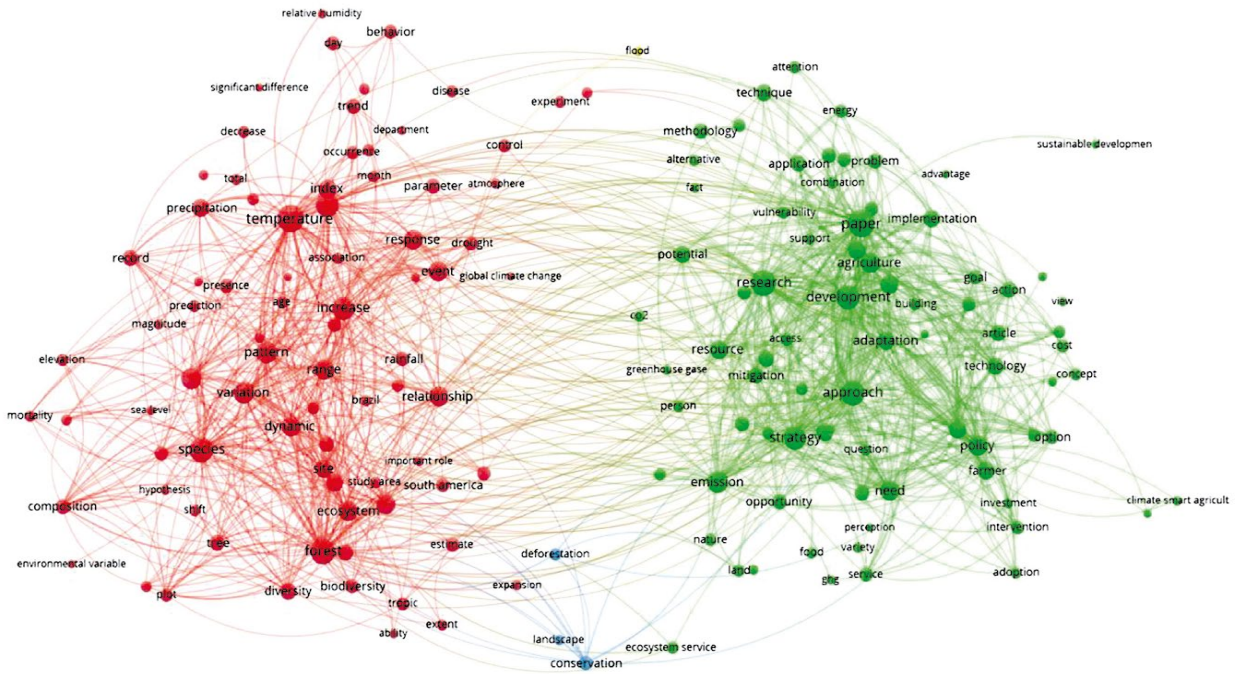 relative humidity
behavior
day
flood
attention
significant difference
disease
technique
experiment
trend
energy
decrease
department
methodology
control
sustainable developmen
occurrence
alternative
application
problem
total
month
parameter
atmosphere
fast
combination
advantage
index
precipitation
temperature
vulnerability
paper
implementation
support
response
drought
record
association
potential
agriculture
event
global climate change
goal
presence
research
action
development
prediction
age
increase
building
view
magnitude
co2
article
pattern
access
adaptation
cost
elevation
rainfall
resource
range
greenhouse gase
mitigation
technology
concept
variation
brazil
relationship
approach
mortality
sea level
person
dynamic
strategy
option
species
question
policy
important role
site
farmer
study area
south america
emission
hypothesis
need
composition
shift
ecosystem
opportunity
investment
climate smart agricult
perception
intervention
tree
estimate
nature
forest
deforestation
food
variety
environmental variable
land
ghg
service
adoption
diversity
biodiversity
expansion
plot
tropic
extent
ability
landscape
ecosystem service
conservation